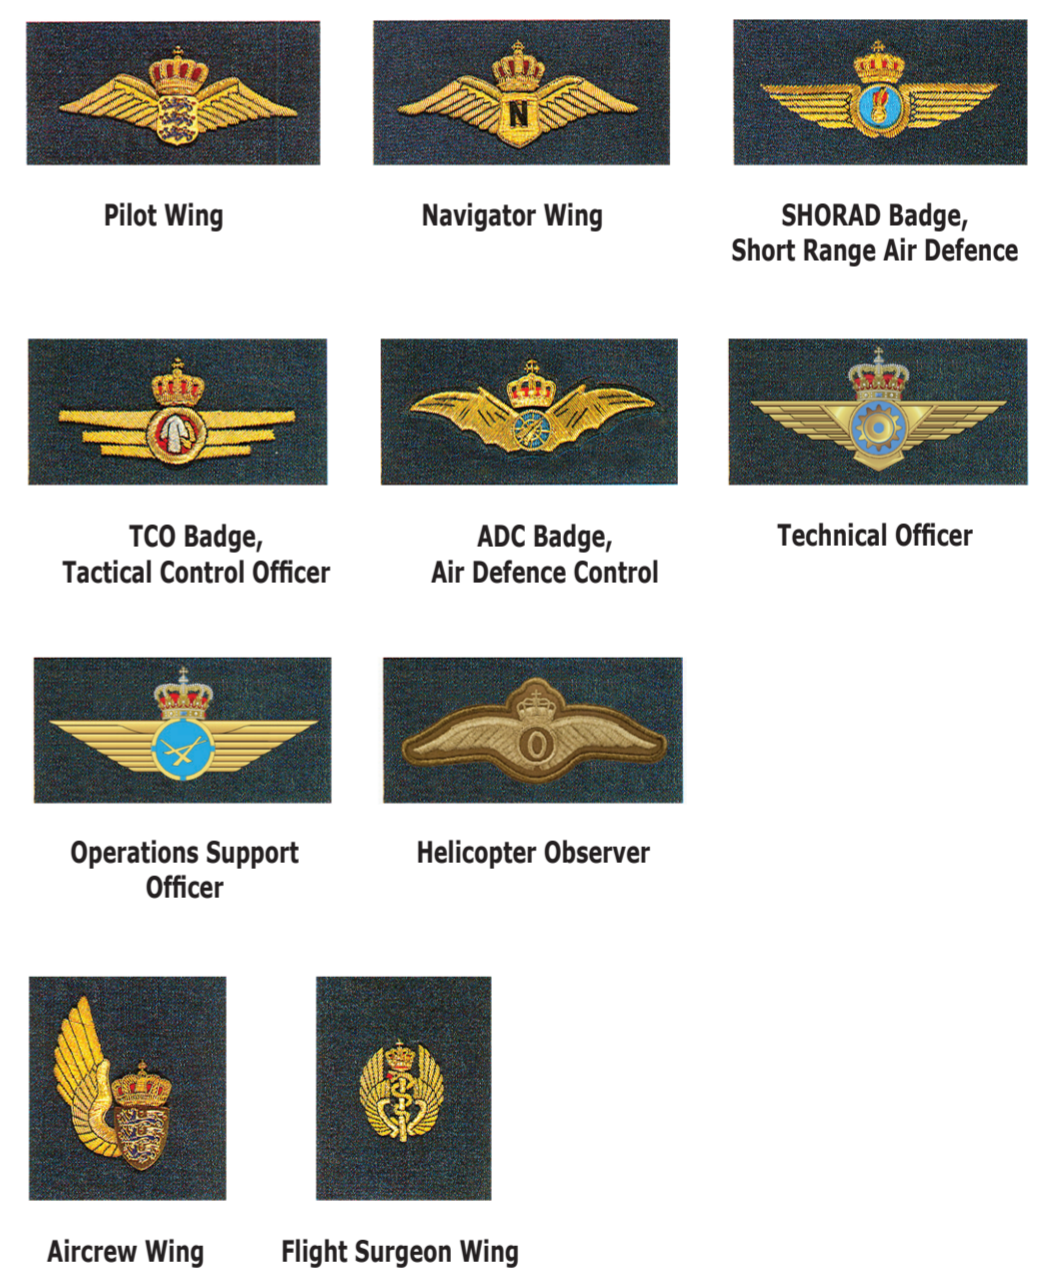 N
Pilot Wing
Navigator Wing
SHORAD Badge,
Short Range Air Defence
TCO Badge,
Tactical Control Officer
ADC Badge,
Air Defence Control
Technical Officer
O
Operations Support
Officer
Helicopter Observer
Aircrew Wing
Flight Surgeon Wing